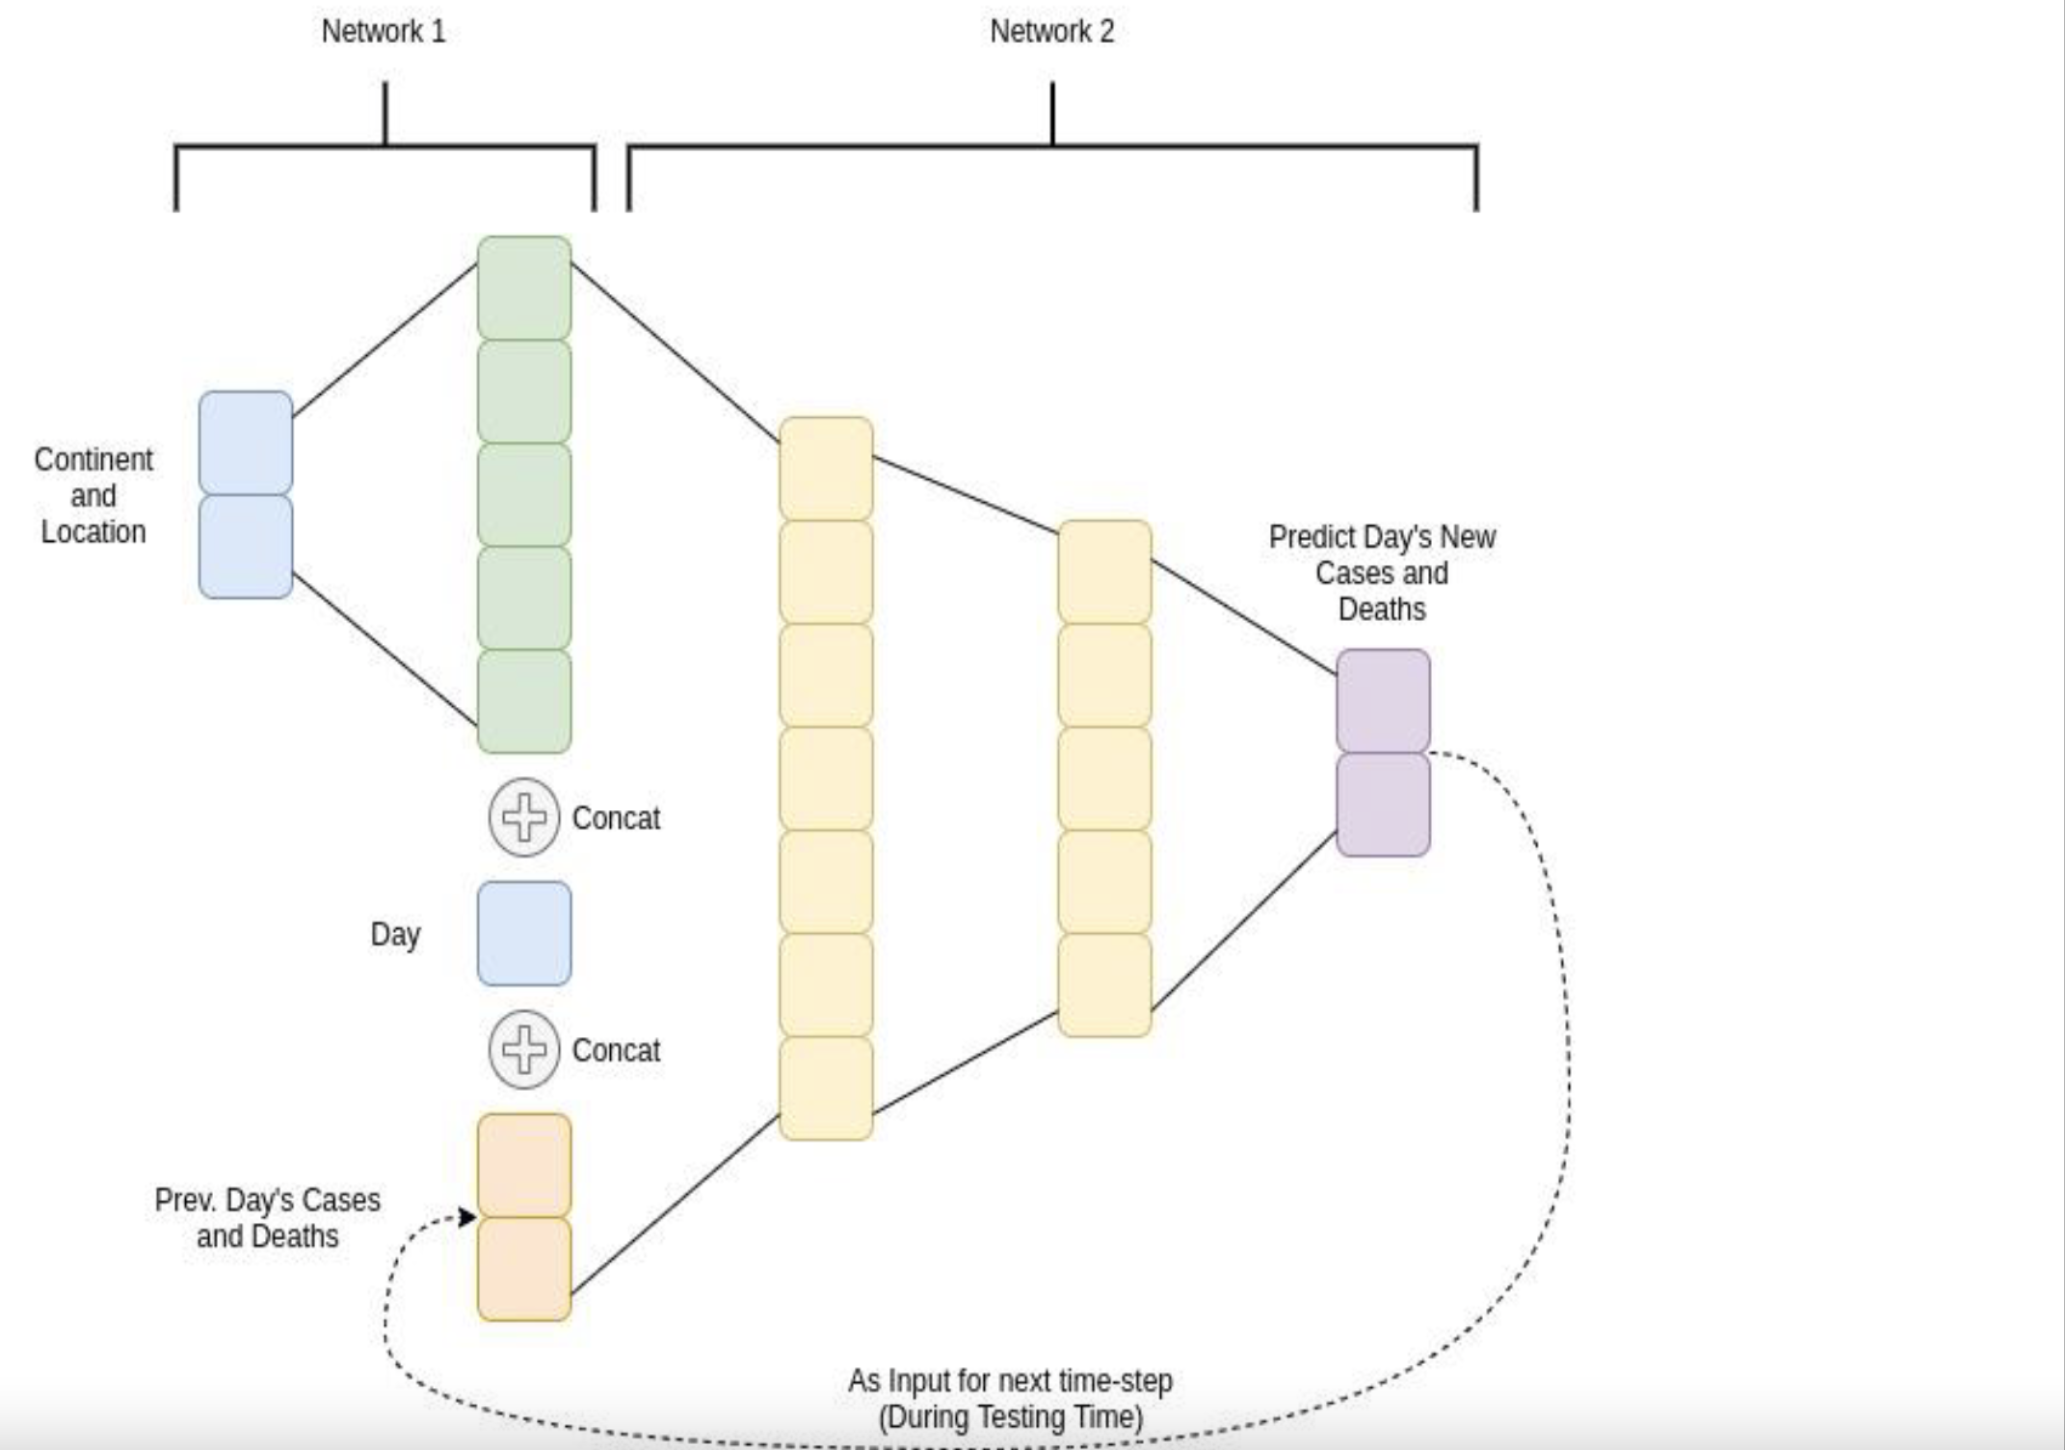 Network 1
Network 2
Continent
and
Location
Predict Day's New
Cases and
Deaths
Concat
Day
Concat
Prev. Day's Cases
and Deaths
As Input for next time-step
(During Testing Time)